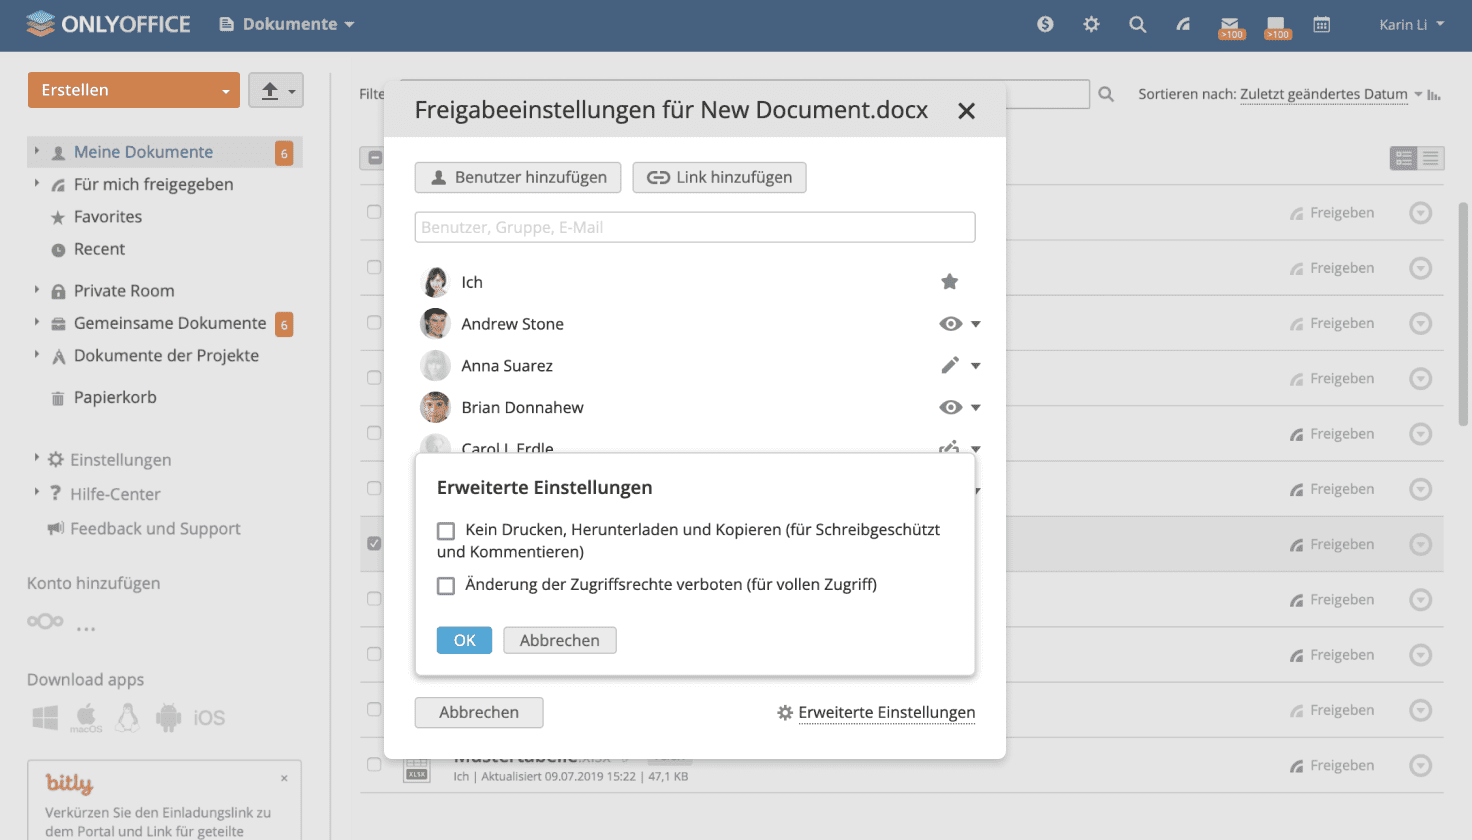 ONLYOFFICE
Dokumente
>100
>100
Karin Li
Erstellen
Meine Dokumente 6
Für mich freigegeben
Favorites
Recent
Private Room
Gemeinsame Dokumente 6
Dokumente der Projekte
Papierkorb
Einstellungen
Hilfe-Center
Feedback und Support
Konto hinzufügen
...
Download apps
macOS
iOS
bitly
×
Verkürzen Sie den Einladungslink zu
dem Portal und Link für geteilte
Sortieren nach: Zuletzt geändertes Datum
Freigabeeinstellungen für New Document.docx
Benutzer hinzufügen
Link hinzufügen
Benutzer, Gruppe, E-Mail
Ich
Andrew Stone
Anna Suarez
Brian Donnahew
Carol J. Erdle
Erweiterte Einstellungen
Kein Drucken, Herunterladen und Kopieren (für Schreibgeschützt
und Kommentieren)
Änderung der Zugriffsrechte verboten (für vollen Zugriff)
OK
Abbrechen
Abbrechen
Erweiterte Einstellungen
Freigeben
Freigeben
Freigeben
Freigeben
Freigeben
Freigeben
Freigeben
Freigeben
Freigeben
Freigeben
Freigeben
XLSX
Mustertabelle.XLSX
Ich | Aktualisiert 09.07.2019 15:22 | 47,1 KB